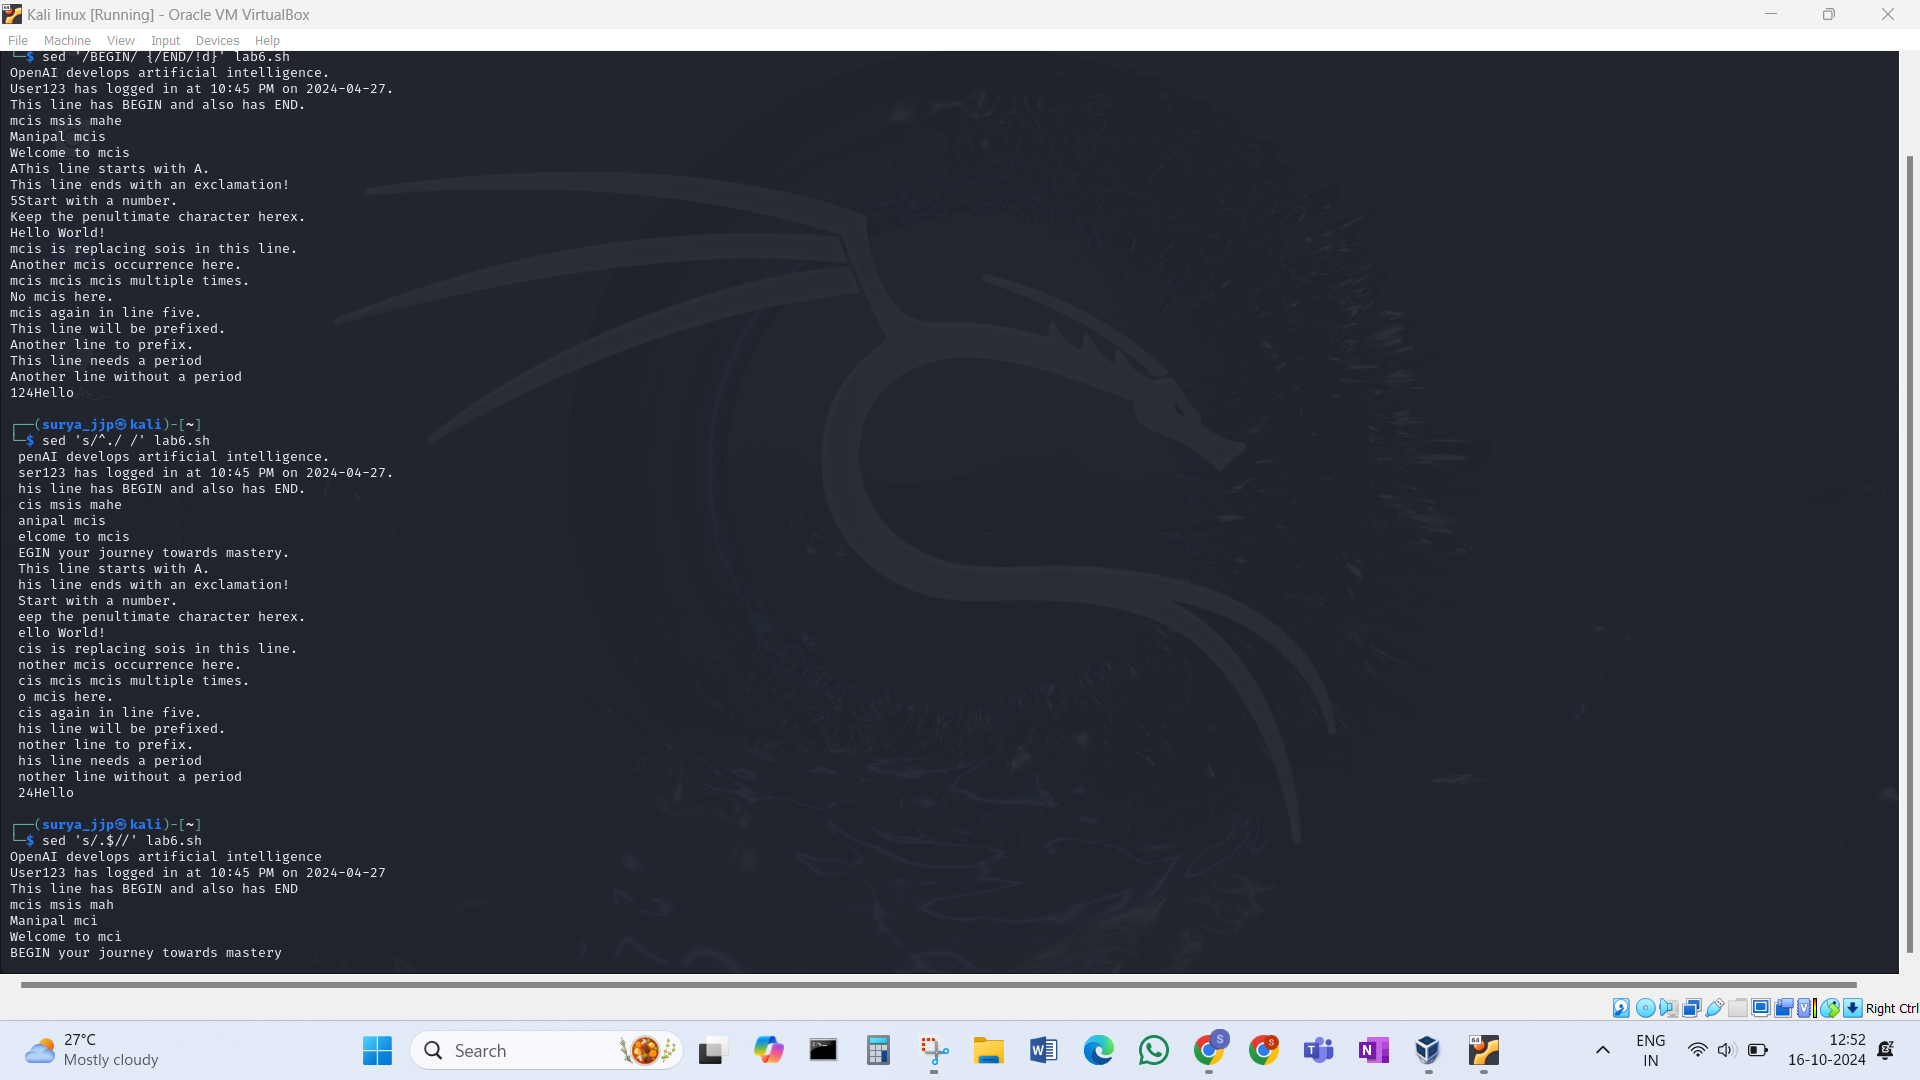 Kali linux [Running] - Oracle VM VirtualBox
File Machine View Input Devices Help
└─$ sed '/BEGIN/ {/END/!d}' lab6.sh
OpenAI develops artificial intelligence.
User123 has logged in at 10:45 PM on 2024-04-27.
This line has BEGIN and also has END.
mcis msis mahe
Manipal mcis
Welcome to mcis
AThis line starts with A.
This line ends with an exclamation!
5Start with a number.
Keep the penultimate character herex.
Hello World!
mcis is replacing sois in this line.
Another mcis occurrence here.
mcis mcis mcis multiple times.
No mcis here.
mcis again in line five.
This line will be prefixed.
Another line to prefix.
This line needs a period
Another line without a period
124Hello
┌──(surya_jjp㉿kali)-[~]
└─$ sed 's/^./ /' lab6.sh
 penAI develops artificial intelligence.
 ser123 has logged in at 10:45 PM on 2024-04-27.
 his line has BEGIN and also has END.
 cis msis mahe
 anipal mcis
 elcome to mcis
 EGIN your journey towards mastery.
 This line starts with A.
 his line ends with an exclamation!
 Start with a number.
 eep the penultimate character herex.
 ello World!
 cis is replacing sois in this line.
 nother mcis occurrence here.
 cis mcis mcis multiple times.
 o mcis here.
 cis again in line five.
 his line will be prefixed.
 nother line to prefix.
 his line needs a period
 nother line without a period
 24Hello
┌──(surya_jjp㉿kali)-[~]
└─$ sed 's/.$//' lab6.sh
OpenAI develops artificial intelligence
User123 has logged in at 10:45 PM on 2024-04-27
This line has BEGIN and also has END
mcis msis mah
Manipal mci
Welcome to mci
BEGIN your journey towards mastery
Right Ctrl
27°C
Mostly cloudy
Search
ENG
IN
12:52
16-10-2024